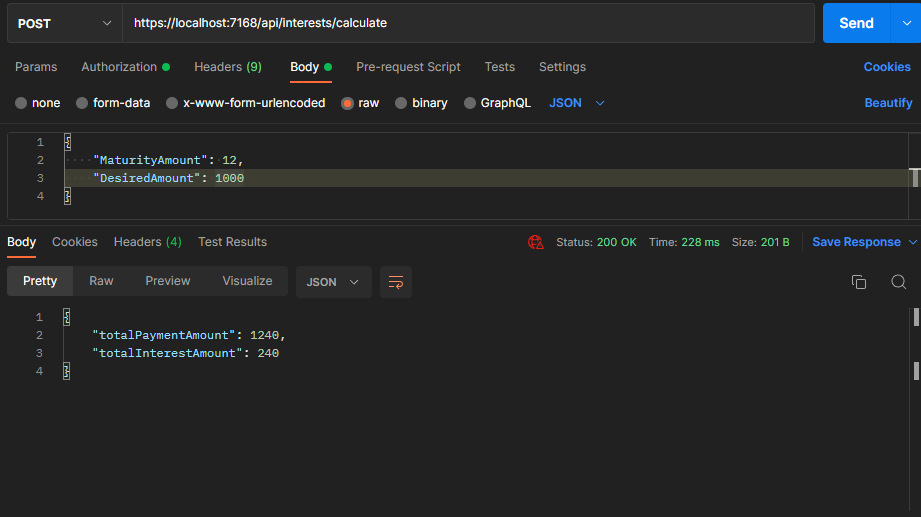 POST https://localhost:7168/api/interests/calculate Send
Params Authorization Headers (9) Body Pre-request Script Tests Settings Cookies
none form-data x-www-form-urlencoded raw binary GraphQL JSON Beautify
1 {
2 "MaturityAmount": 12,
3 "DesiredAmount": 1000
4 }
Body Cookies Headers (4) Test Results Status: 200 OK Time: 228 ms Size: 201 B Save Response
Pretty Raw Preview Visualize JSON
1 {
2 "totalPaymentAmount": 1240,
3 "totalInterestAmount": 240
4 }